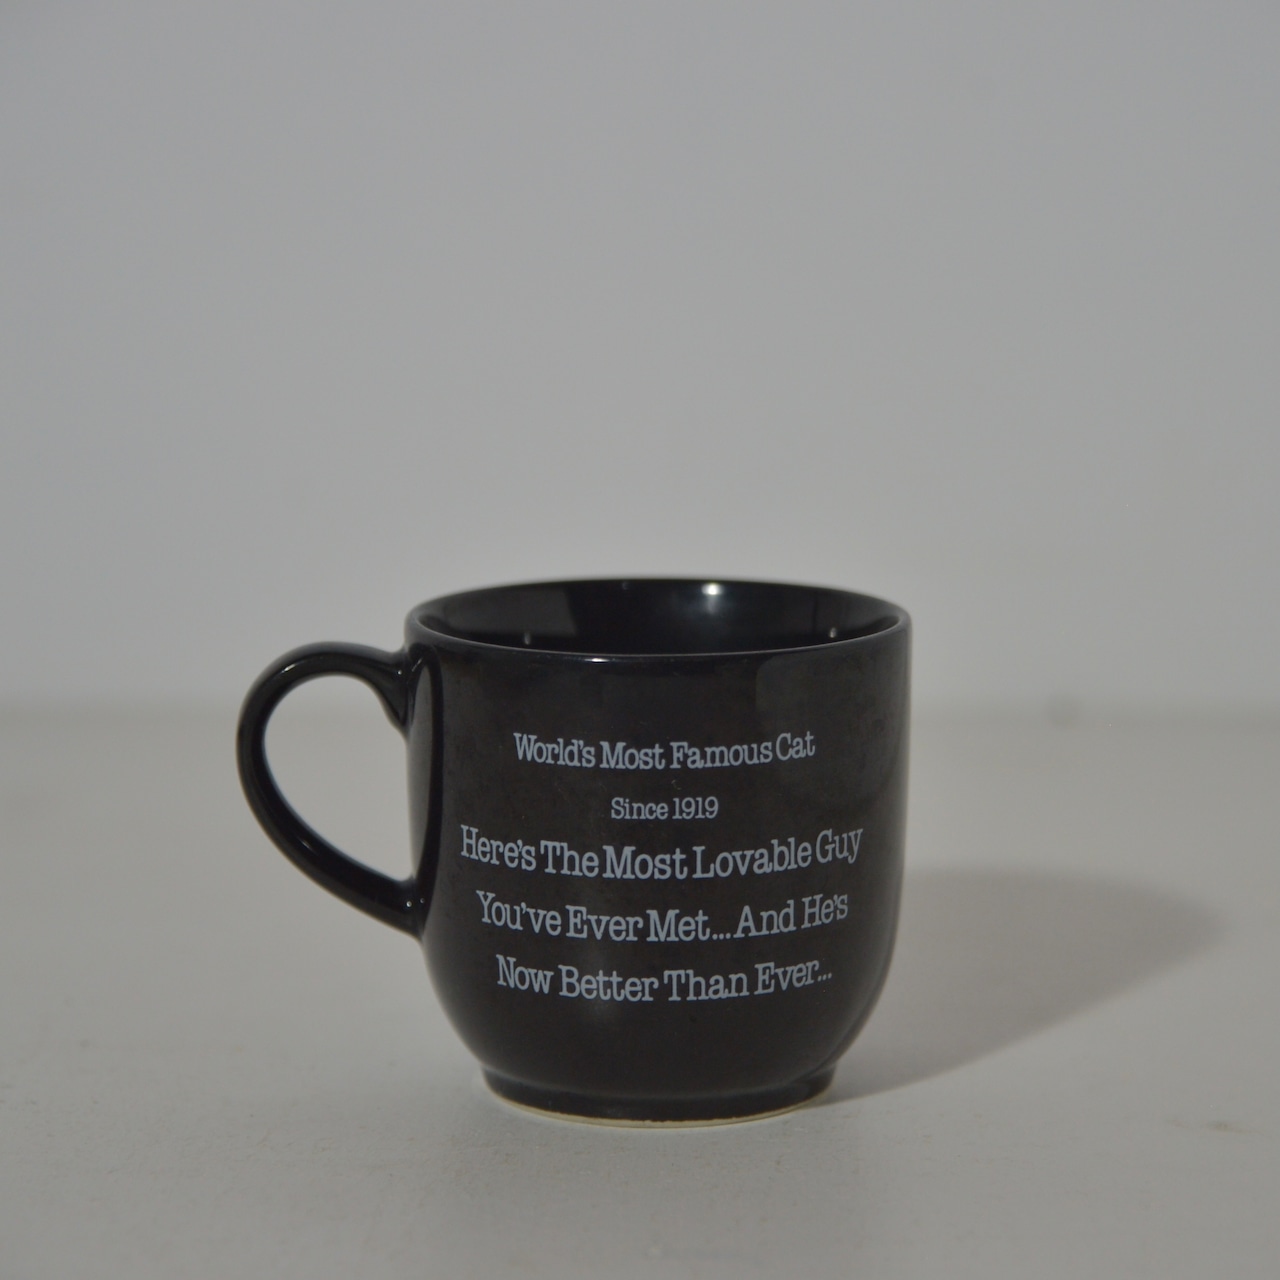 World's Most Famous Cat
Since 1919
Here's The Most Lovable Guy
You've Ever Met...And He's
Now Better Than Ever...